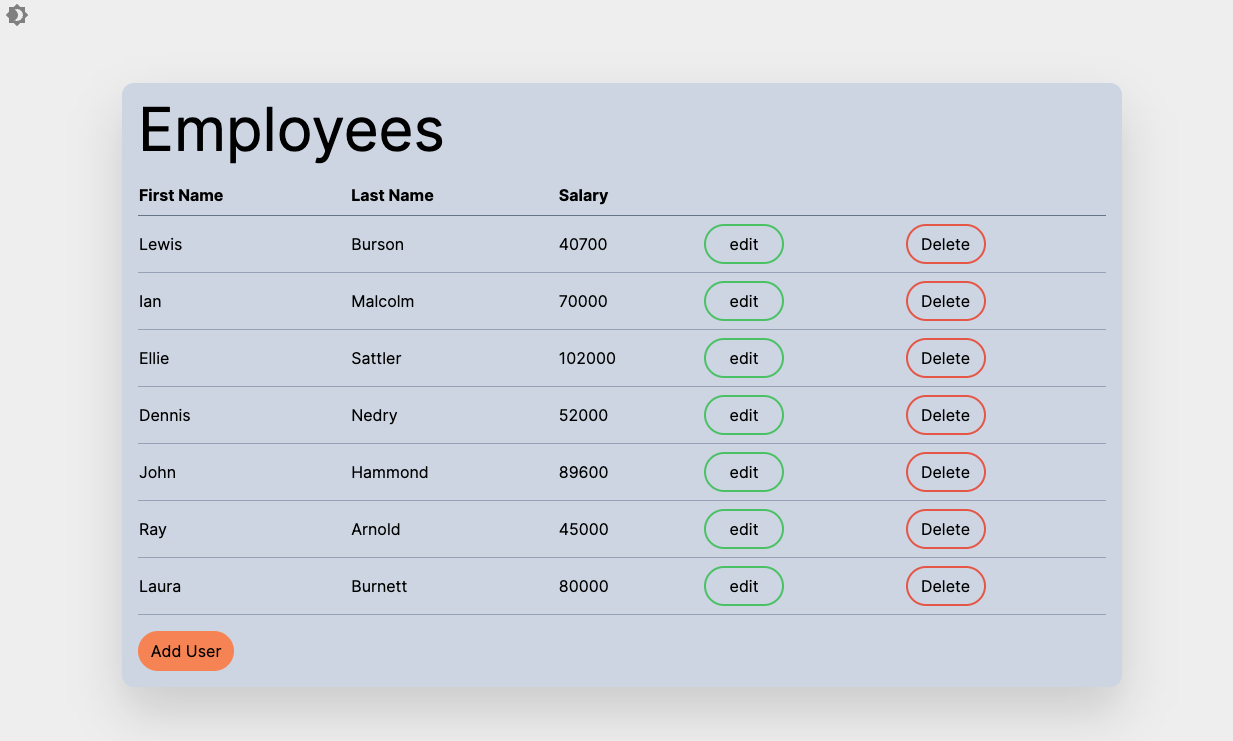 Employees
First Name Last Name Salary
Lewis Burson 40700 edit Delete
Ian Malcolm 70000 edit Delete
Ellie Sattler 102000 edit Delete
Dennis Nedry 52000 edit Delete
John Hammond 89600 edit Delete
Ray Arnold 45000 edit Delete
Laura Burnett 80000 edit Delete
Add User